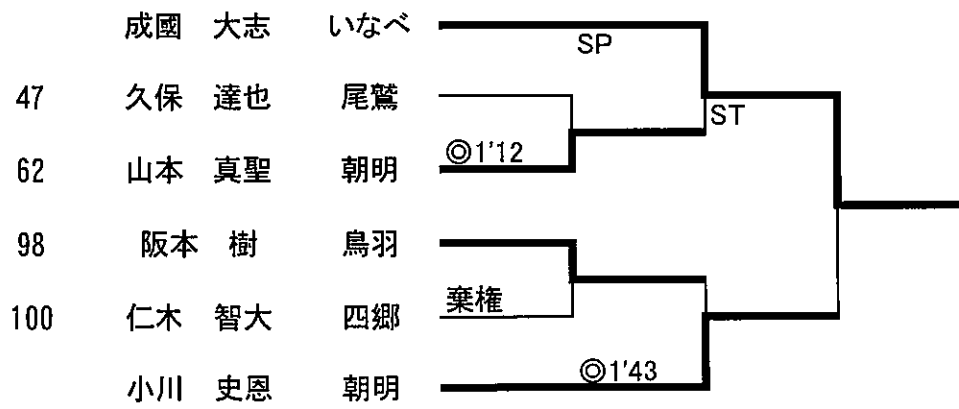 成國 大志 いなべ
SP
47 久保 達也 尾鷲
ST
62 山本 真聖 朝明 ◎1'12
98 阪本 樹 鳥羽
100 仁木 智大 四郷 棄権
小川 史恩 朝明 ◎1'43